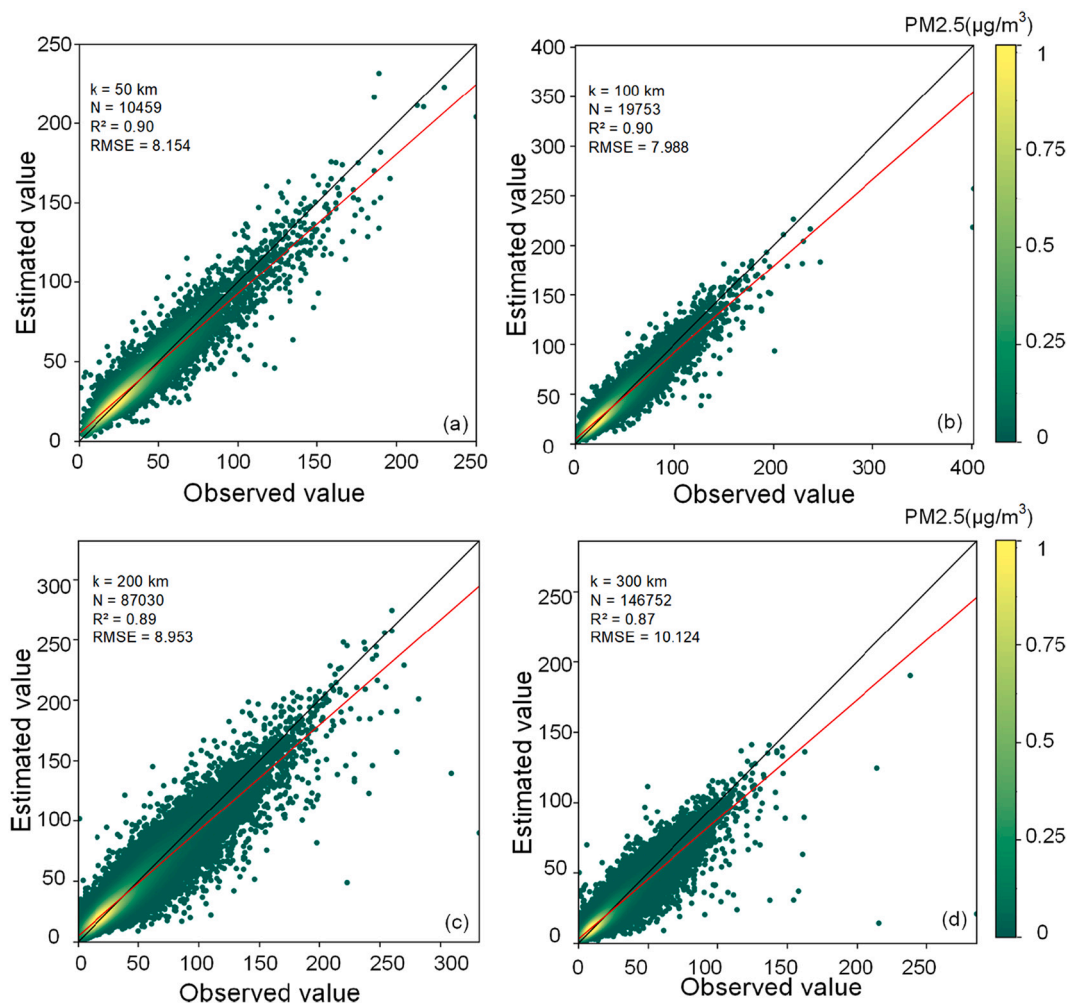 PM2.5(µg/m³)
250
200
150
100
50
0
Estimated value
k = 50 km
N = 10459
R² = 0.90
RMSE = 8.154
(a)
0 50 100 150 200 250
Observed value
400
350
300
250
200
150
100
50
0
Estimated value
k = 100 km
N = 19753
R² = 0.90
RMSE = 7.988
(b)
0 100 200 300 400
Observed value
1
0.75
0.5
0.25
0
PM2.5(µg/m³)
300
250
200
150
100
50
0
Estimated value
k = 200 km
N = 87030
R² = 0.89
RMSE = 8.953
(c)
0 50 100 150 200 250 300
Observed value
250
200
150
100
50
0
Estimated value
k = 300 km
N = 146752
R² = 0.87
RMSE = 10.124
(d)
0 50 100 150 200 250
Observed value
1
0.75
0.5
0.25
0